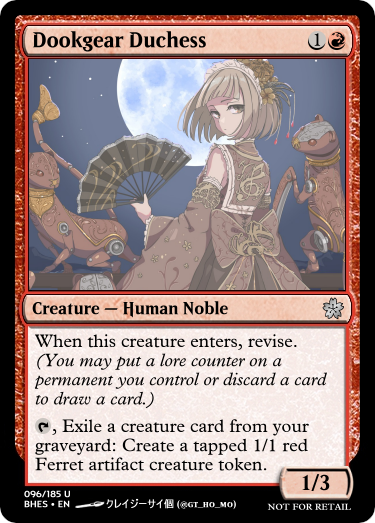 Dookgear Duchess 1
Creature — Human Noble
When this creature enters, revise.
(You may put a lore counter on a
permanent you control or discard a card
to draw a card.)
, Exile a creature card from your
graveyard: Create a tapped 1/1 red
Ferret artifact creature token.
1/3
096/185 U
BHES • EN クレイジーサイ個 (@GT_HO_MO)
NOT FOR RETAIL